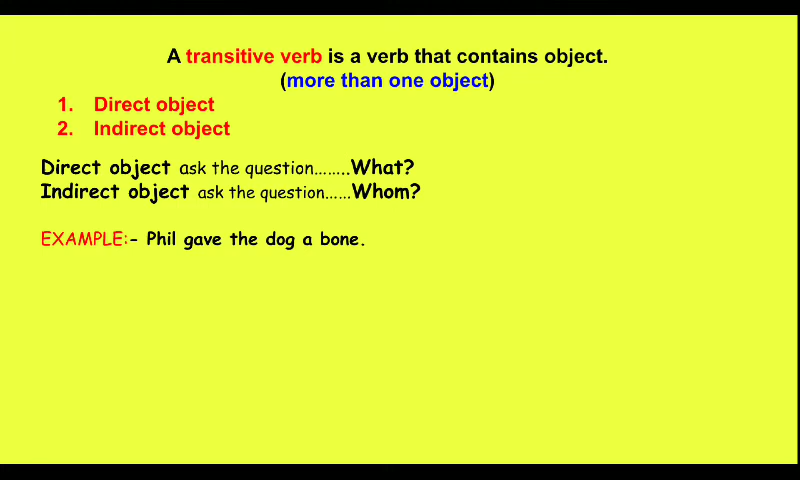 A transitive verb is a verb that contains object.
(more than one object)
1. Direct object
2. Indirect object
Direct object ask the question........What?
Indirect object ask the question......Whom?
EXAMPLE:- Phil gave the dog a bone.